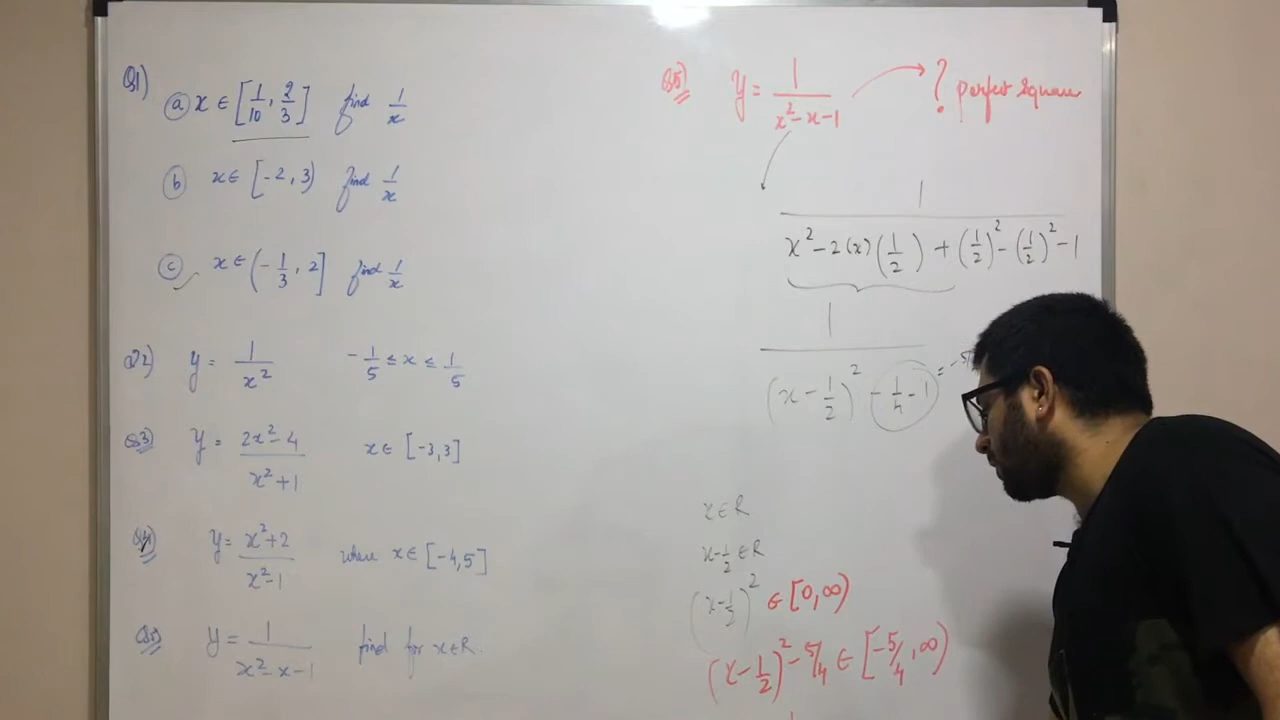 Q1)
a x ∈ [1/10, 2/3] find 1/x
b x ∈ [-2, 3) find 1/x
c x ∈ (-1/3, 2] find 1/x
Q2) y = 1/x² -1/5 ≤ x ≤ 1/5
Q3) y = 2x²-4/x²+1 x ∈ [-3,3]
Q4) y = x²+2/x²-1 where x ∈ [-4,5]
Q5) y = 1/x²-x-1 find for x ∈ R.
Q5) y = 1/x²-x-1 ? perfect square
1/x²-2(x)(1/2)+(1/2)²-(1/2)²-1
1/(x-1/2)²-1/4-1 =
x ∈ R
x-1/2 ∈ R
(x-1/2)² ∈ [0,∞)
(x-1/2)²-5/4 ∈ [-5/4,∞)